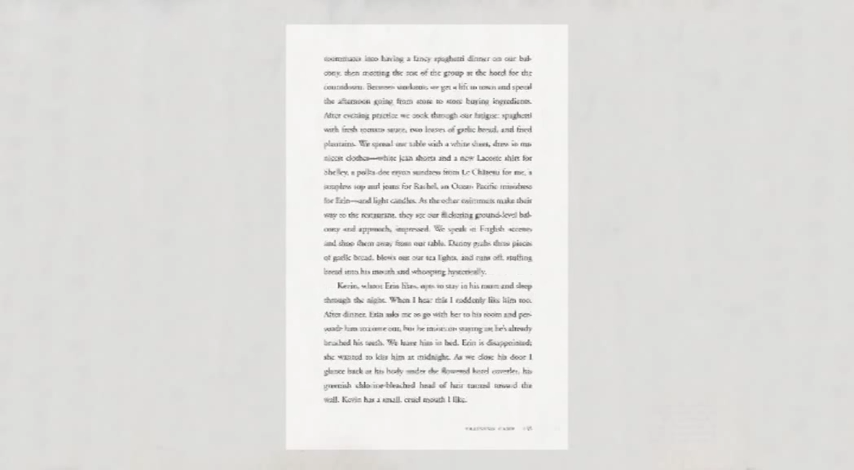 roommates into having a fancy spaghetti dinner on our bal-
cony, then meeting the rest of the group at the hotel for the
countdown. Between workouts we get a lift to town and spend
the afternoon going from store to store buying ingredients.
After evening practice we cook through our fatigue: spaghetti
with fresh tomato sauce, two loaves of garlic bread, and fried
plantains. We spread our table with a white sheet, dress in our
nicest clothes—white jean shorts and a new Lacoste shirt for
Shelley, a polka-dot rayon sundress from Le Château for me, a
strapless top and jeans for Rachel, an Ocean Pacific minidress
for Erin—and light candles. As the other swimmers make their
way to the restaurant, they see our flickering ground-level bal-
cony and approach, impressed. We speak in English accents
and shoo them away from our table. Danny grabs three pieces
of garlic bread, blows out our tea lights, and runs off, stuffing
bread into his mouth and whooping hysterically.
Kevin, whom Erin likes, opts to stay in his room and sleep
through the night. When I hear this I suddenly like him too.
After dinner, Erin asks me to go with her to his room and per-
suade him to come out, but he insists on staying in; he's already
brushed his teeth. We leave him in bed. Erin is disappointed;
she wanted to kiss him at midnight. As we close his door I
glance back at his body under the flowered hotel coverlet, his
greenish chlorine-bleached head of hair turned toward the
wall. Kevin has a small, cruel mouth I like.
TRAINING CAMP